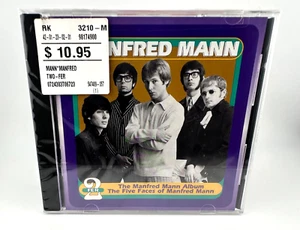 RK 3210-M
$ 10.95
MANN*MANFRED
TWO - FER
NFRED MANN
2
FER
The Manfred Mann Album
The Five Faces of Manfred Mann